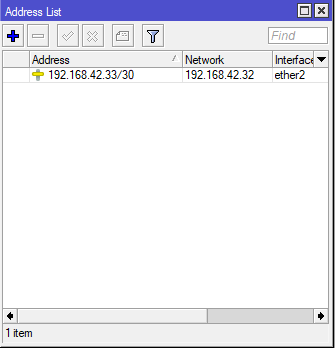 Address List
Find
Address Network Interface
192.168.42.33/30 192.168.42.32 ether2
1 item